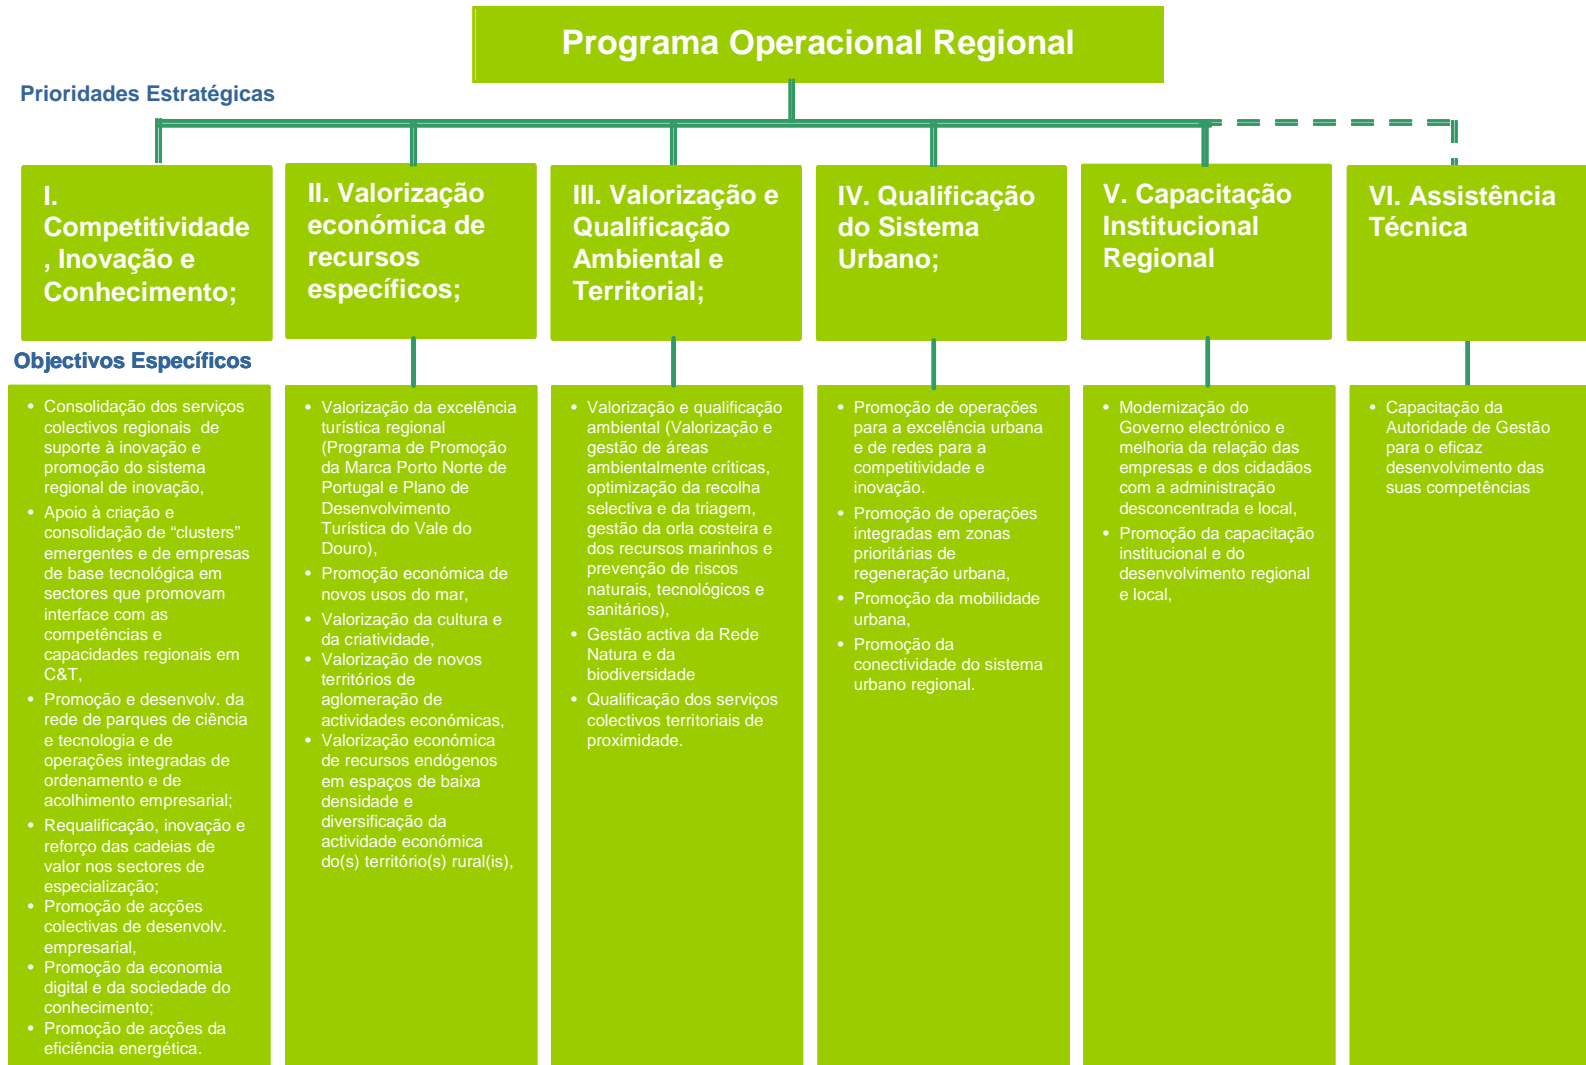 Programa Operacional Regional
Prioridades Estratégicas
I.
Competitividade
, Inovação e
Conhecimento;
II. Valorização
económica de
recursos
específicos;
III. Valorização e
Qualificação
Ambiental e
Territorial;
IV. Qualificação
do Sistema
Urbano;
V. Capacitação
Institucional
Regional
VI. Assistência
Técnica
Objectivos Específicos
• Consolidação dos serviços
colectivos regionais de
suporte à inovação e
promoção do sistema
regional de inovação,
• Apoio à criação e
consolidação de “clusters”
emergentes e de empresas
de base tecnológica em
sectores que promovam
interface com as
competências e
capacidades regionais em
C&T,
• Promoção e desenvolv. da
rede de parques de ciência
e tecnologia e de
operações integradas de
ordenamento e de
acolhimento empresarial;
• Requalificação, inovação e
reforço das cadeias de
valor nos sectores de
especialização;
• Promoção de acções
colectivas de desenvolv.
empresarial,
• Promoção da economia
digital e da sociedade do
conhecimento;
• Promoção de acções da
eficiência energética.
• Valorização da excelência
turística regional
(Programa de Promoção
da Marca Porto Norte de
Portugal e Plano de
Desenvolvimento
Turística do Vale do
Douro),
• Promoção económica de
novos usos do mar,
• Valorização da cultura e
da criatividade,
• Valorização de novos
territórios de
aglomeração de
actividades económicas,
• Valorização económica
de recursos endógenos
em espaços de baixa
densidade e
diversificação da
actividade económica
do(s) território(s) rural(is),
• Valorização e qualificação
ambiental (Valorização e
gestão de áreas
ambientalmente críticas,
optimização da recolha
selectiva e da triagem,
gestão da orla costeira e
dos recursos marinhos e
prevenção de riscos
naturais, tecnológicos e
sanitários),
• Gestão activa da Rede
Natura e da
biodiversidade
• Qualificação dos serviços
colectivos territoriais de
proximidade.
• Promoção de operações
para a excelência urbana
e de redes para a
competitividade e
inovação.
• Promoção de operações
integradas em zonas
prioritárias de
regeneração urbana,
• Promoção da mobilidade
urbana,
• Promoção da
conectividade do sistema
urbano regional.
• Modernização do
Governo electrónico e
melhoria da relação das
empresas e dos cidadãos
com a administração
desconcentrada e local,
• Promoção da capacitação
institucional e do
desenvolvimento regional
e local,
• Capacitação da
Autoridade de Gestão
para o eficaz
desenvolvimento das
suas competências